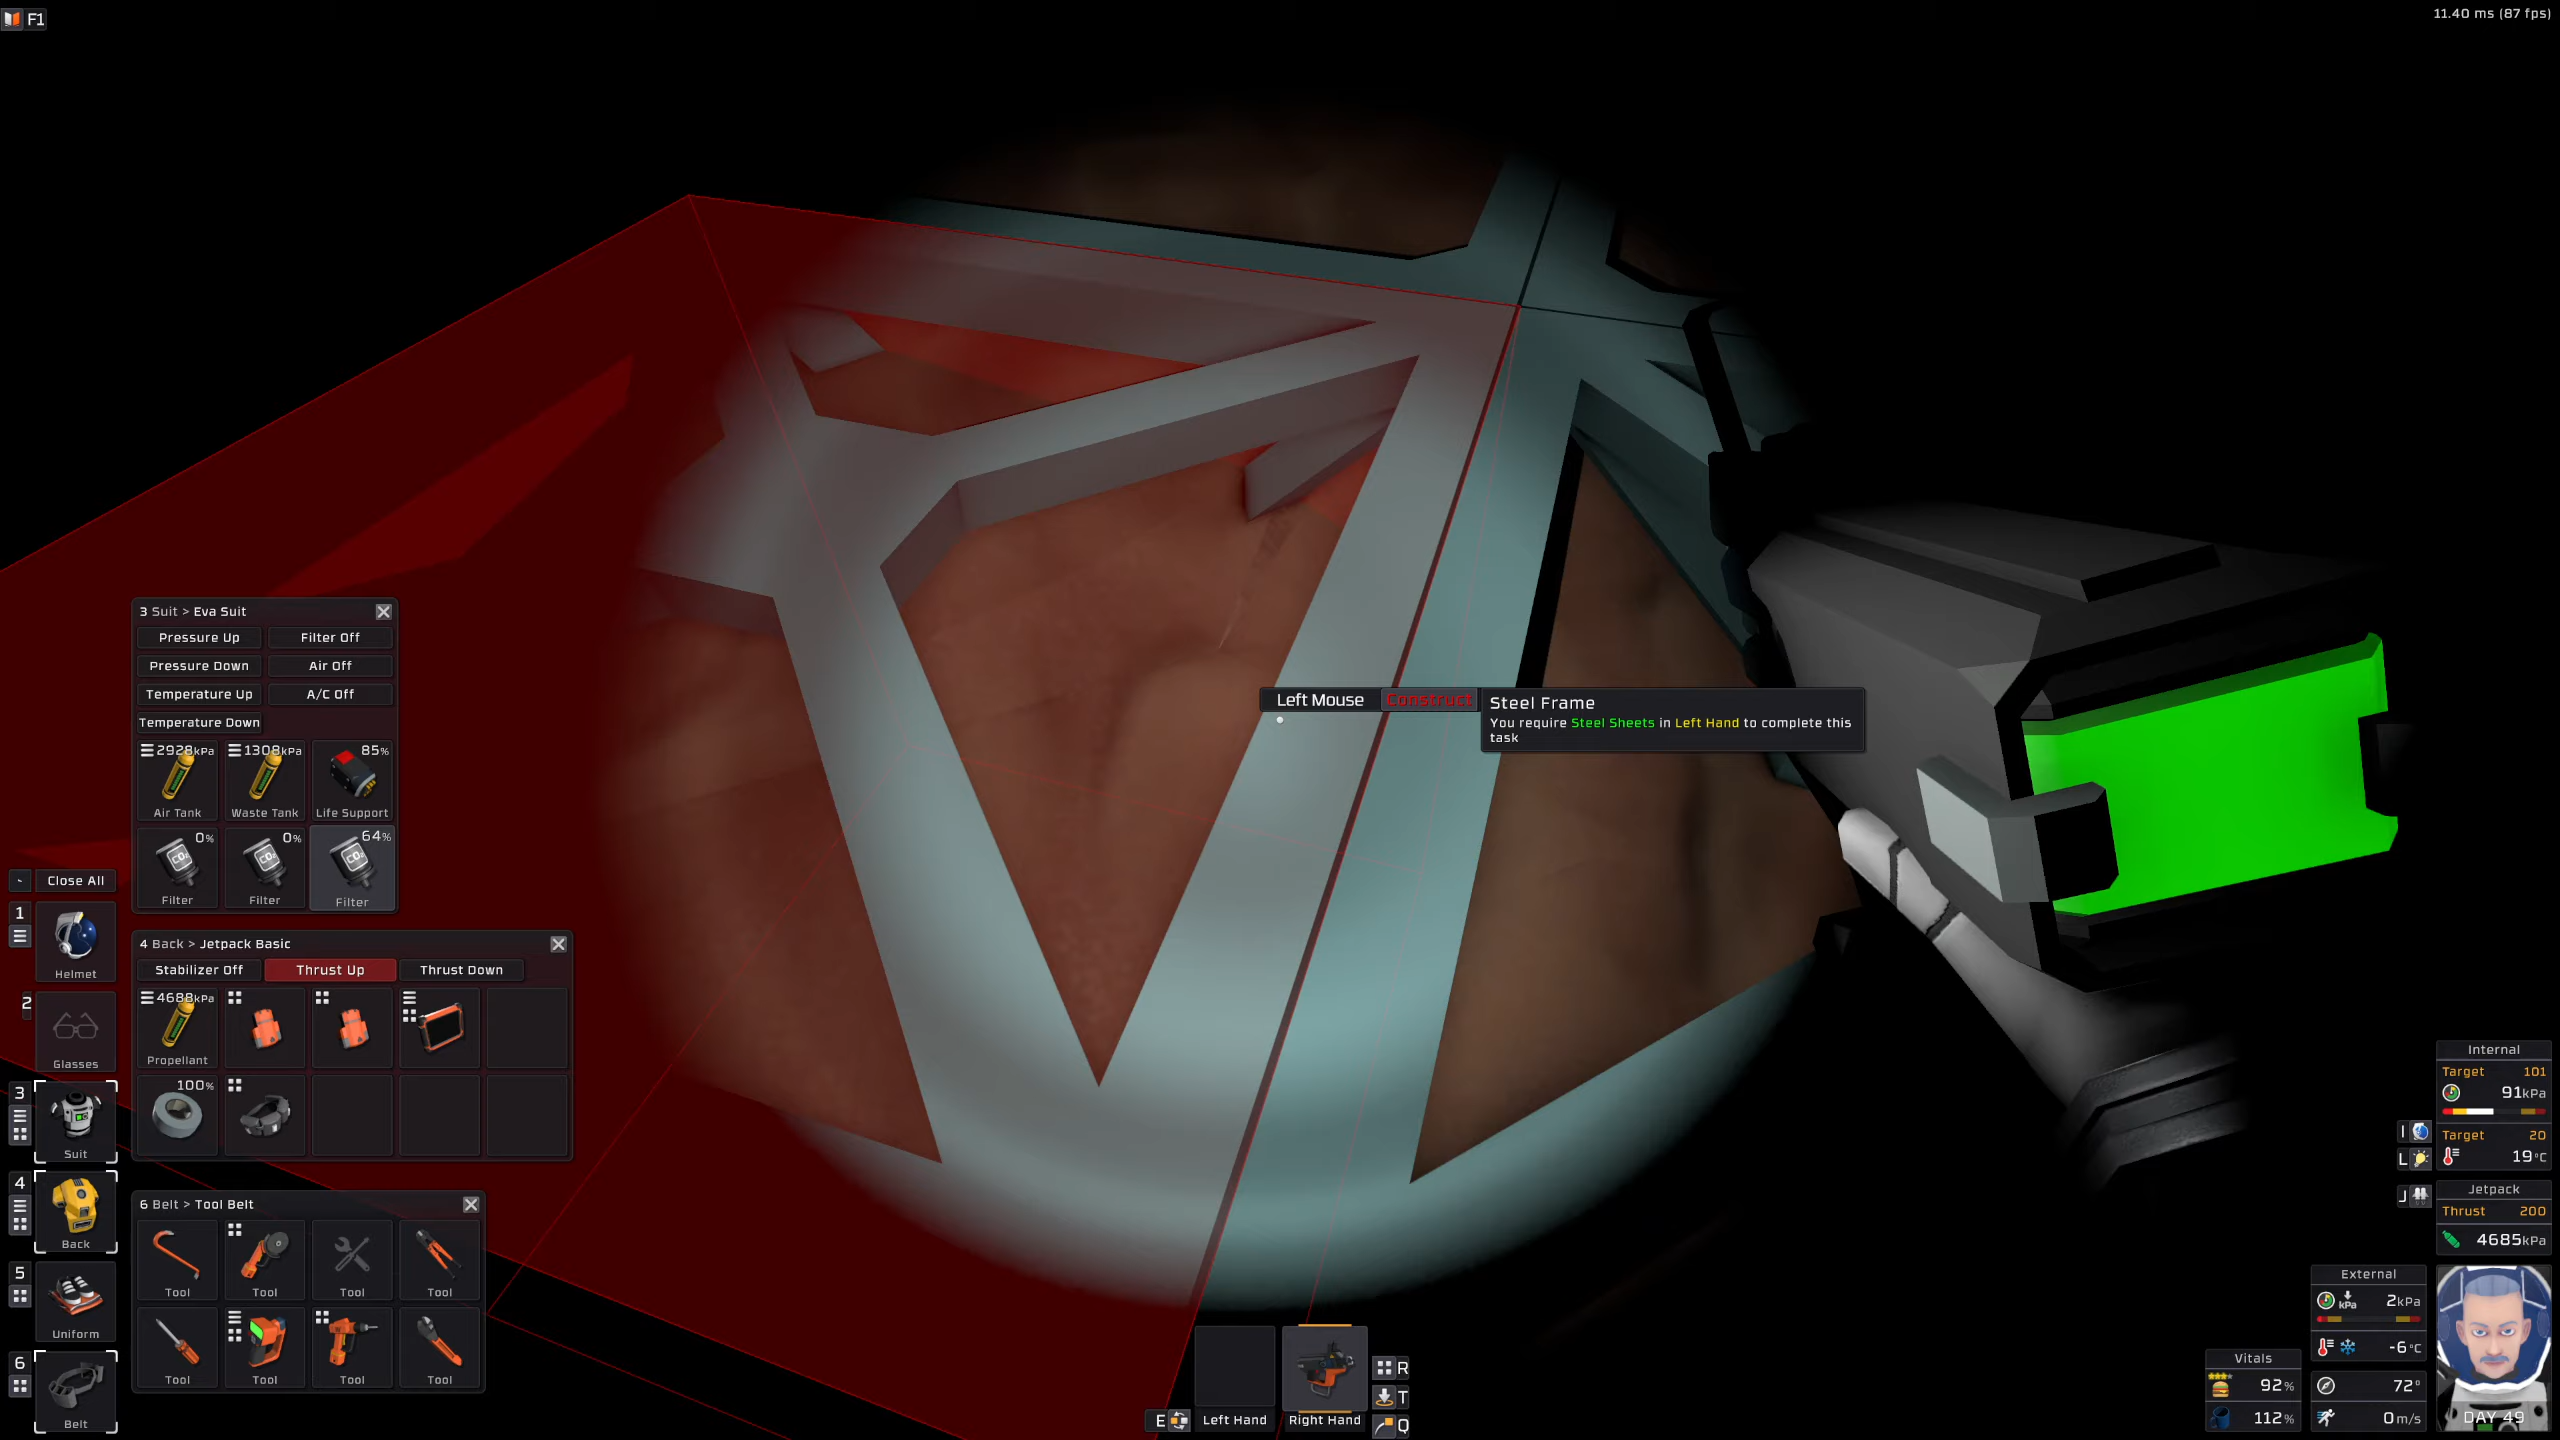 F1
11.40 ms (87 fps)
Left Mouse
Construct
Steel Frame
You require Steel Sheets in Left Hand to complete this
task
3 Suit > Eva Suit
Pressure Up
Filter Off
Pressure Down
Air Off
Temperature Up
A/C Off
Temperature Down
2928kPa
1308kPa
85%
Air Tank
Waste Tank
Life Support
CO₂
0%
CO₂
0%
CO₂
64%
Filter
Filter
Filter
~
Close All
1
Helmet
2
Glasses
3
Suit
4
Back
5
Uniform
6
Belt
4 Back > Jetpack Basic
Stabilizer Off
Thrust Up
Thrust Down
4688kPa
Propellant
100%
6 Belt > Tool Belt
Tool
Tool
Tool
Tool
Tool
Tool
Tool
Tool
E
Left Hand
Right Hand
R
T
Q
Internal
Target 101
91kPa
Target 20
19°C
I
L
J
Jetpack
Thrust 200
4685kPa
External
kPa
2kPa
-6°C
72°
0m/s
Vitals
92%
112%
DAY 49